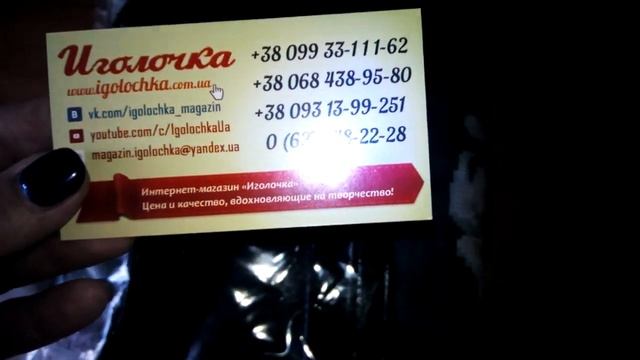 Иголочка
www.igolochka.com.ua
vk.com/igolochka_magazin
youtube.com/c/IgolochkaUa
magazin.igolochka@yandex.ua
+38 099 33-111-62
+38 068 438-95-80
+38 093 13-99-251
22-28
Интернет-магазин «Иголочка»
Цена и качество, вдохновляющие на творчество!